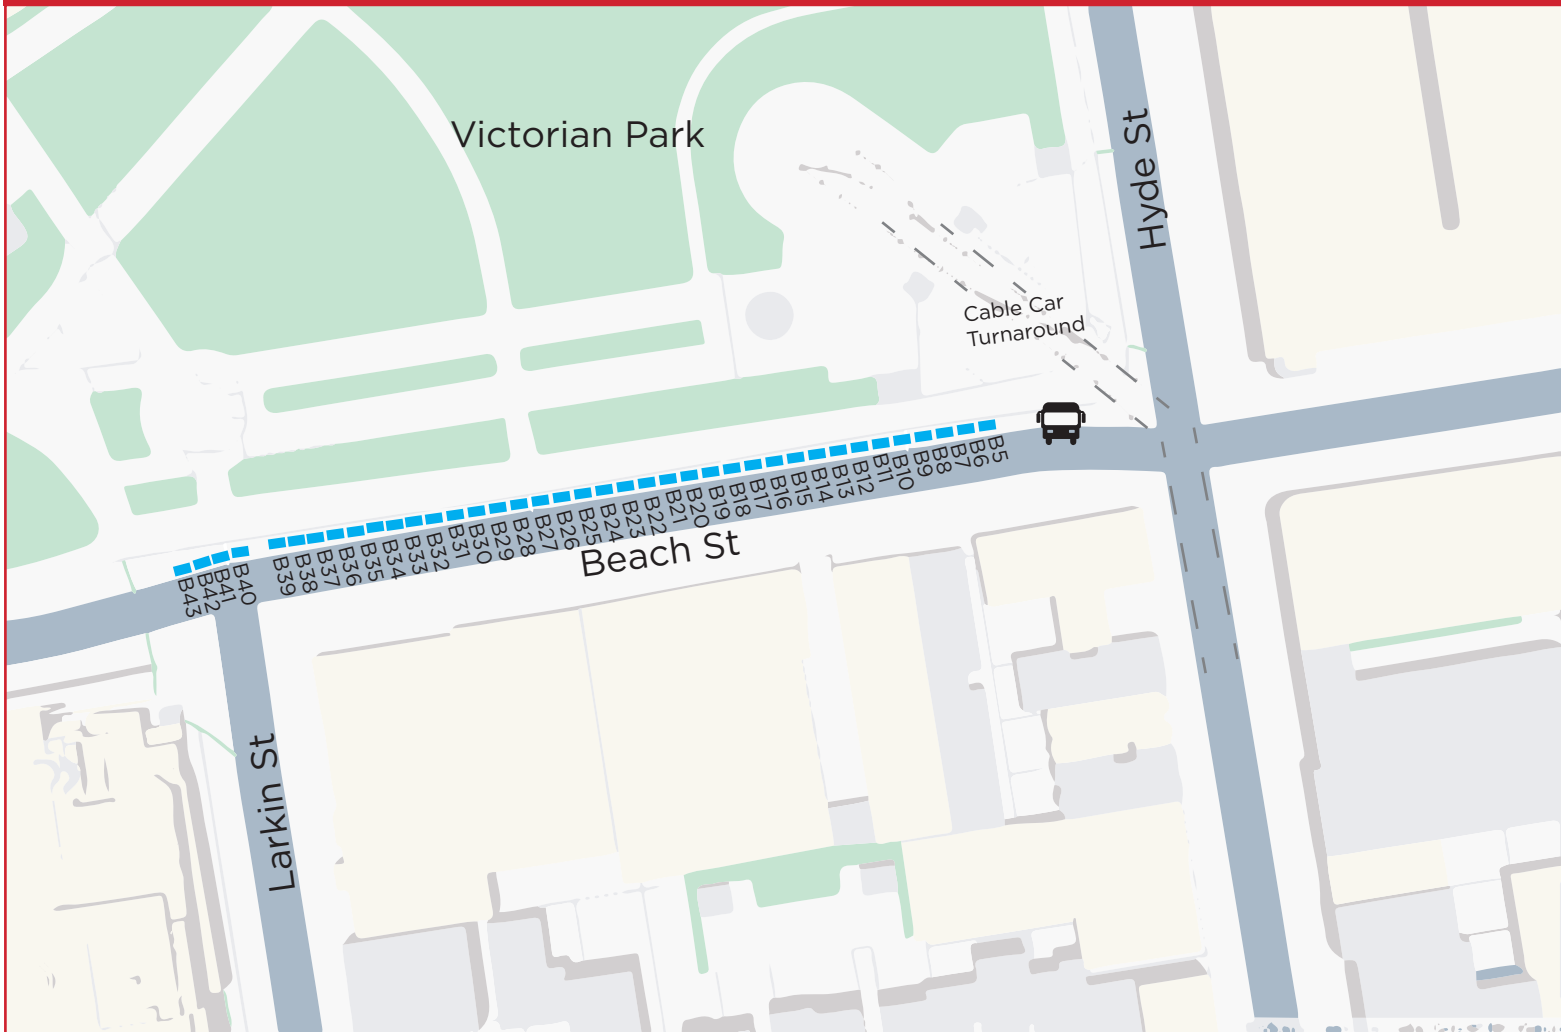 Victorian Park
Hyde St
Cable Car
Turnaround
B5
B6
B7
B8
B9
B10
B11
B12
B13
B14
B15
B16
B17
B18
B19
B20
B21
B22
B23
B24
B25
B26
B27
B28
B29
B30
B31
B32
B33
B34
B35
B36
B37
B38
B39
B40
B41
B42
B43
Beach St
Larkin St